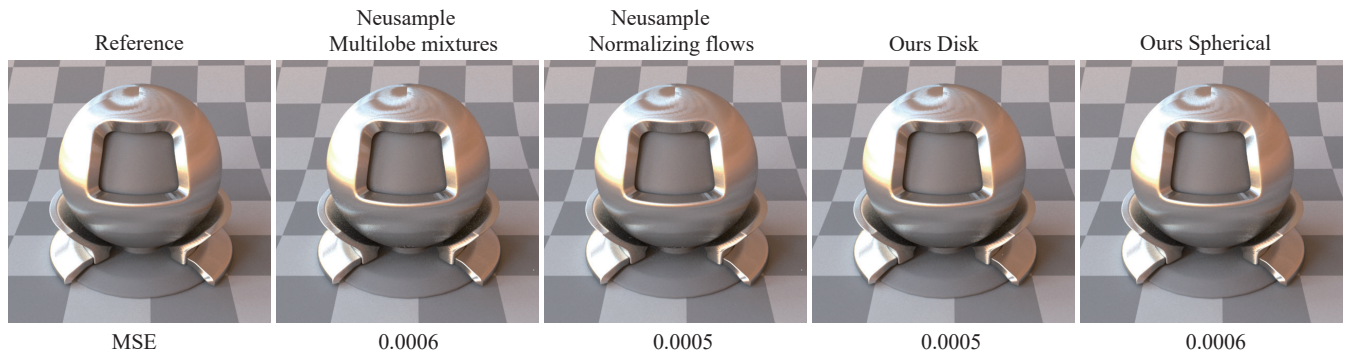 Reference
Neusample
Multilobe mixtures
Neusample
Normalizing flows
Ours Disk
Ours Spherical
MSE
0.0006
0.0005
0.0005
0.0006